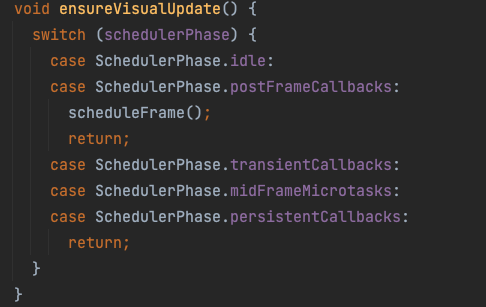 void ensureVisualUpdate() {
  switch (schedulerPhase) {
    case SchedulerPhase.idle:
    case SchedulerPhase.postFrameCallbacks:
      scheduleFrame();
      return;
    case SchedulerPhase.transientCallbacks:
    case SchedulerPhase.midFrameMicrotasks:
    case SchedulerPhase.persistentCallbacks:
      return;
  }
}